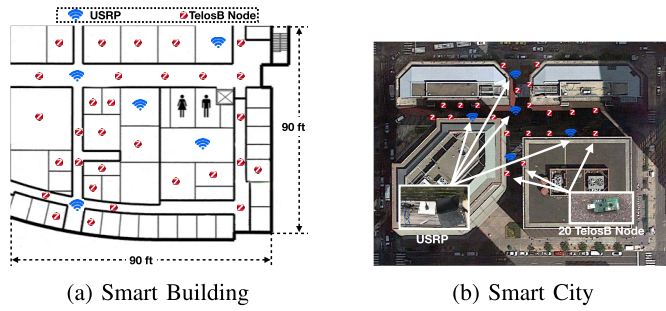 USRP TelosB Node
90 ft
90 ft
USRP
20 TelosB Node
(a) Smart Building
(b) Smart City